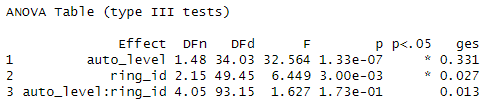 ANOVA Table (type III tests)
Effect DFn DFd F p p<.05 ges
1 auto_level 1.48 34.03 32.564 1.33e-07 * 0.331
2 ring_id 2.15 49.45 6.449 3.00e-03 * 0.027
3 auto_level:ring_id 4.05 93.15 1.627 1.73e-01 0.013